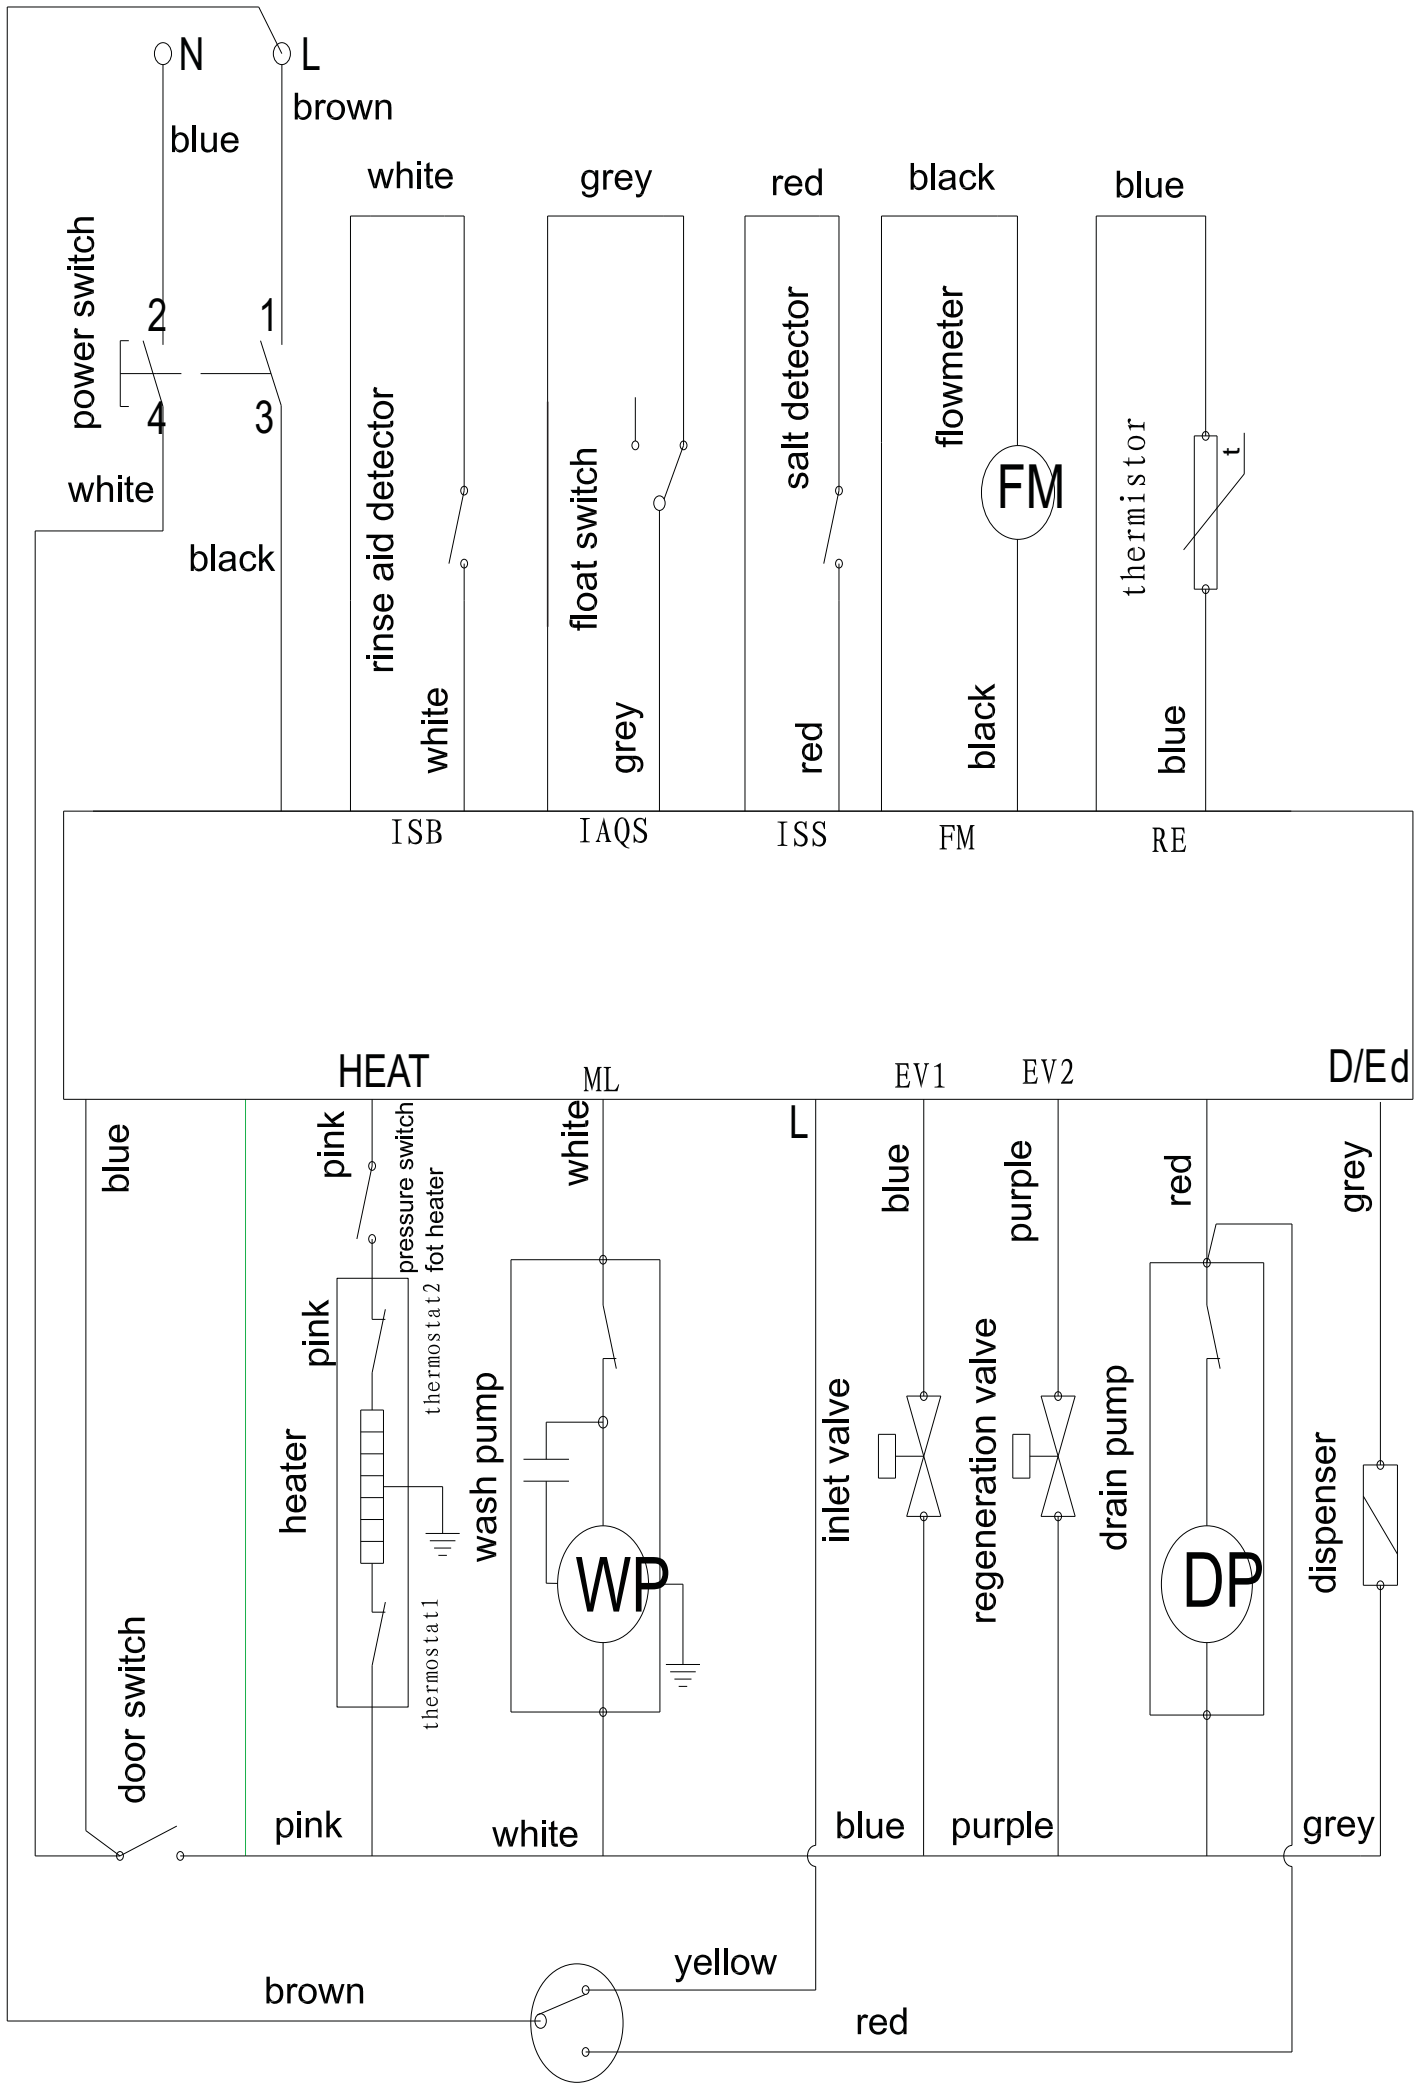 N
L
brown
blue
white
grey
red
black
blue
power switch
2
1
4
3
white
black
rinse aid detector
white
float switch
grey
salt detector
red
flowmeter
FM
black
thermistor
t
blue
ISB
IAQS
ISS
FM
RE
HEAT
ML
L
EV1
EV2
D/Ed
blue
pink
pressure switch
fot heater
white
blue
purple
red
grey
pink
thermostat2
heater
thermostat1
wash pump
WP
inlet valve
regeneration valve
drain pump
DP
dispenser
door switch
pink
white
blue
purple
grey
yellow
brown
red